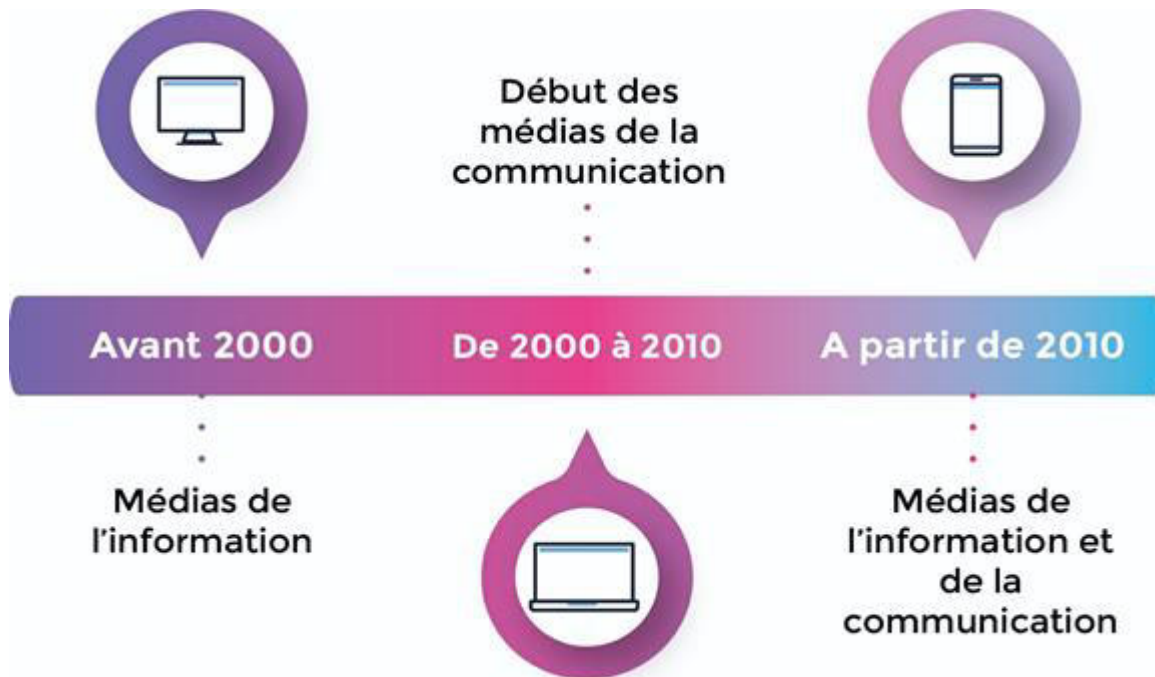 Début des
médias de la
communication
Avant 2000
De 2000 à 2010
A partir de 2010
Médias de
l'information
Médias de
l'information et
de la
communication